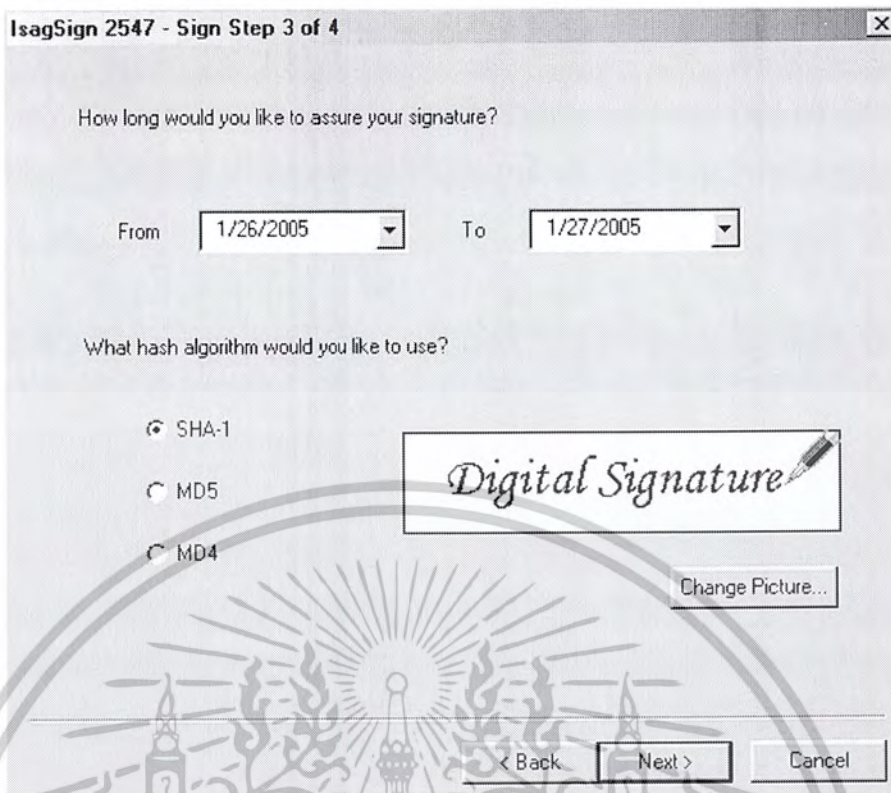 IsagSign 2547 - Sign Step 3 of 4
How long would you like to assure your signature?
From 1/26/2005 To 1/27/2005
What hash algorithm would you like to use?
SHA-1
MD5
MD4
Digital Signature
Change Picture...
< Back Next > Cancel